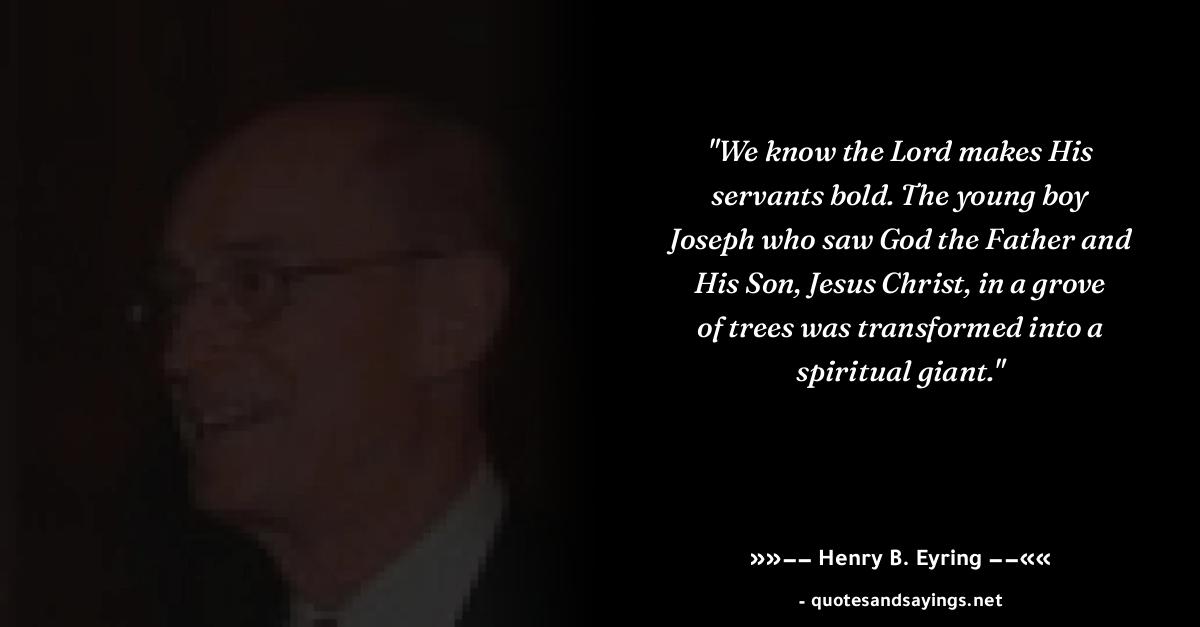 "We know the Lord makes His
servants bold. The young boy
Joseph who saw God the Father and
His Son, Jesus Christ, in a grove
of trees was transformed into a
spiritual giant."
»»−− Henry B. Eyring −−««
- quotesandsayings.net